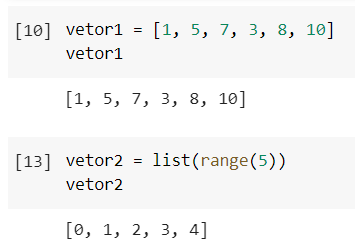 [10] vetor1 = [1, 5, 7, 3, 8, 10]
vetor1
[1, 5, 7, 3, 8, 10]
[13] vetor2 = list(range(5))
vetor2
[0, 1, 2, 3, 4]